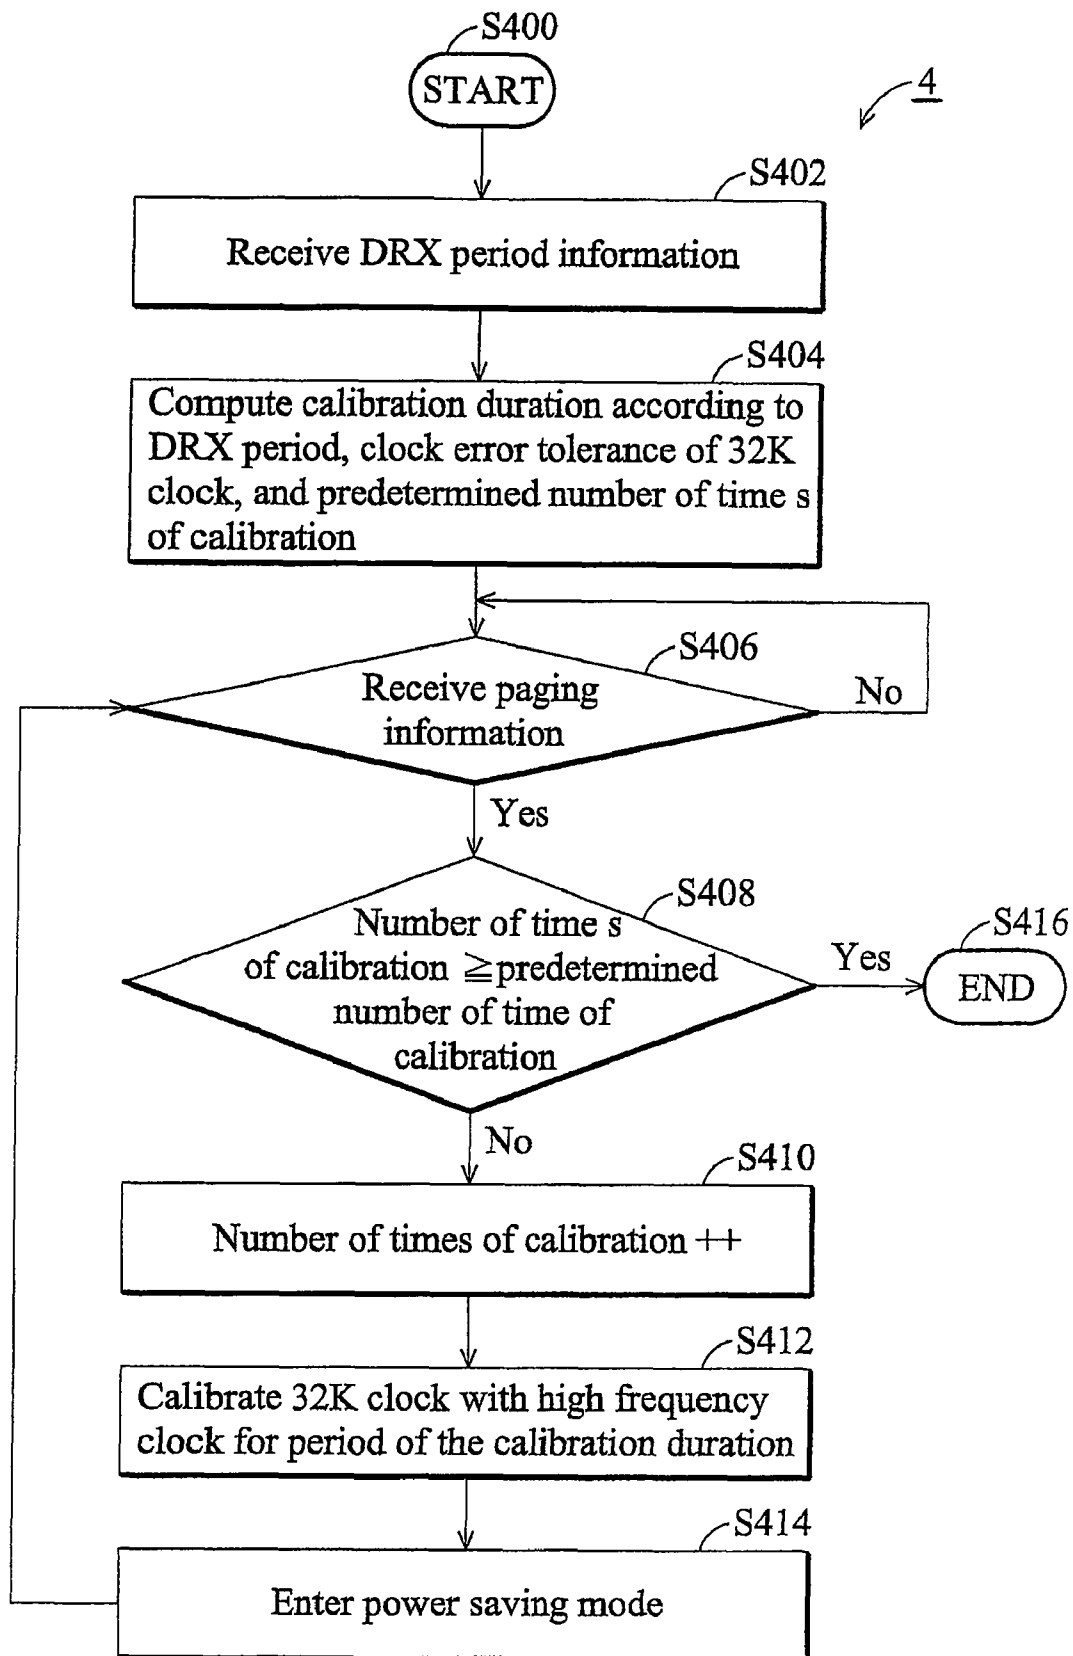 S400
START
4
S402
Receive DRX period information
S404
Compute calibration duration according to
DRX period, clock error tolerance of 32K
clock, and predetermined number of time s
of calibration
S406
Receive paging
information
No
Yes
S408
Number of time s
of calibration ≧predetermined
number of time of
calibration
Yes
S416
END
No
S410
Number of times of calibration ++
S412
Calibrate 32K clock with high frequency
clock for period of the calibration duration
S414
Enter power saving mode